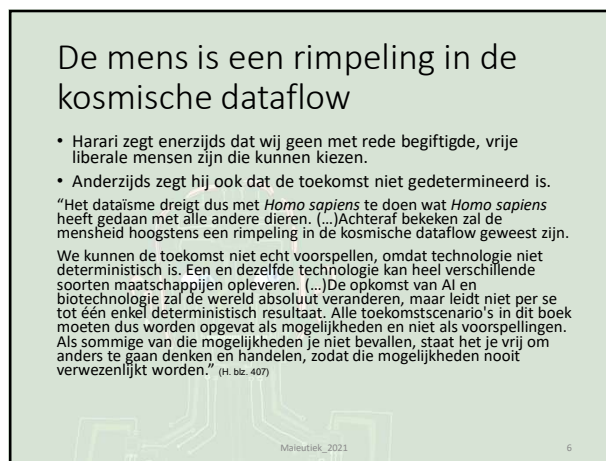 De mens is een rimpeling in de
kosmische dataflow
• Harari zegt enerzijds dat wij geen met rede begiftigde, vrije
liberale mensen zijn die kunnen kiezen.
• Anderzijds zegt hij ook dat de toekomst niet gedetermineerd is.
“Het dataïsme dreigt dus met Homo sapiens te doen wat Homo sapiens
heeft gedaan met alle andere dieren. (…)Achteraf bekeken zal de
mensheid hoogstens een rimpeling in de kosmische dataflow geweest zijn.
We kunnen de toekomst niet echt voorspellen, omdat technologie niet
deterministisch is. Een en dezelfde technologie kan heel verschillende
soorten maatschappijen opleveren. (…)De opkomst van AI en
biotechnologie zal de wereld absoluut veranderen, maar leidt niet per se
tot één enkel deterministisch resultaat. Alle toekomstscenario's in dit boek
moeten dus worden opgevat als mogelijkheden en niet als voorspellingen.
Als sommige van die mogelijkheden je niet bevallen, staat het je vrij om
anders te gaan denken en handelen, zodat die mogelijkheden nooit
verwezenlijkt worden.” (H. blz. 407)
Maieutiek_2021
6